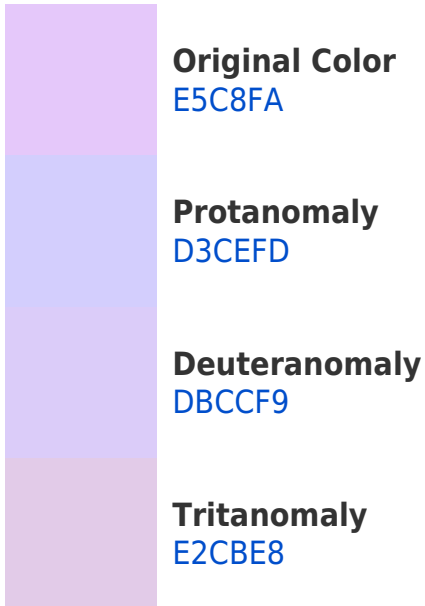 Original Color
E5C8FA
Protanomaly
D3CEFD
Deuteranomaly
DBCCF9
Tritanomaly
E2CBE8